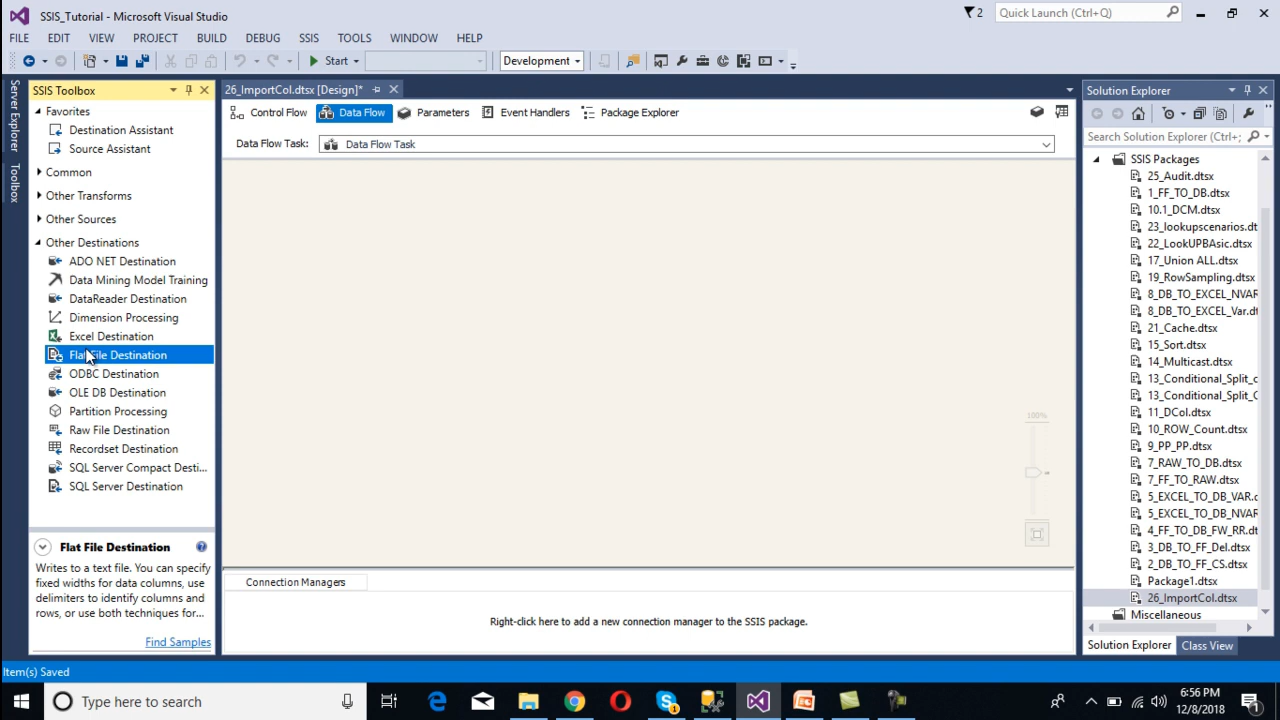 SSIS_Tutorial - Microsoft Visual Studio
2
Quick Launch (Ctrl+Q)
FILE EDIT VIEW PROJECT BUILD DEBUG SSIS TOOLS WINDOW HELP
Start
Development
Server Explorer
Toolbox
SSIS Toolbox
Favorites
Destination Assistant
Source Assistant
Common
Other Transforms
Other Sources
Other Destinations
ADO NET Destination
Data Mining Model Training
DataReader Destination
Dimension Processing
Excel Destination
Flat File Destination
ODBC Destination
OLE DB Destination
Partition Processing
Raw File Destination
Recordset Destination
SQL Server Compact Desti...
SQL Server Destination
Flat File Destination
Writes to a text file. You can specify
fixed widths for data columns, use
delimiters to identify columns and
rows, or use both techniques for...
Find Samples
26_ImportCol.dtsx [Design]*
Control Flow Data Flow Parameters Event Handlers Package Explorer
Data Flow Task: Data Flow Task
100%
Connection Managers
Right-click here to add a new connection manager to the SSIS package.
Solution Explorer
Search Solution Explorer (Ctrl+;
SSIS Packages
25_Audit.dtsx
1_FF_TO_DB.dtsx
10.1_DCM.dtsx
23_lookupscenarios.dt
22_LookUPBAsic.dtsx
17_Union ALL.dtsx
19_RowSampling.dtsx
8_DB_TO_EXCEL_NVAR
8_DB_TO_EXCEL_Var.dt
21_Cache.dtsx
15_Sort.dtsx
14_Multicast.dtsx
13_Conditional_Split_c
13_Conditional_Split_C
11_DCol.dtsx
10_ROW_Count.dtsx
9_PP_PP.dtsx
7_RAW_TO_DB.dtsx
7_FF_TO_RAW.dtsx
5_EXCEL_TO_DB_VAR.c
5_EXCEL_TO_DB_NVAR
4_FF_TO_DB_FW_RR.dt
3_DB_TO_FF_Del.dtsx
2_DB_TO_FF_CS.dtsx
Package1.dtsx
26_ImportCol.dtsx
Miscellaneous
Solution Explorer Class View
Item(s) Saved
Type here to search
6:56 PM
12/8/2018
1